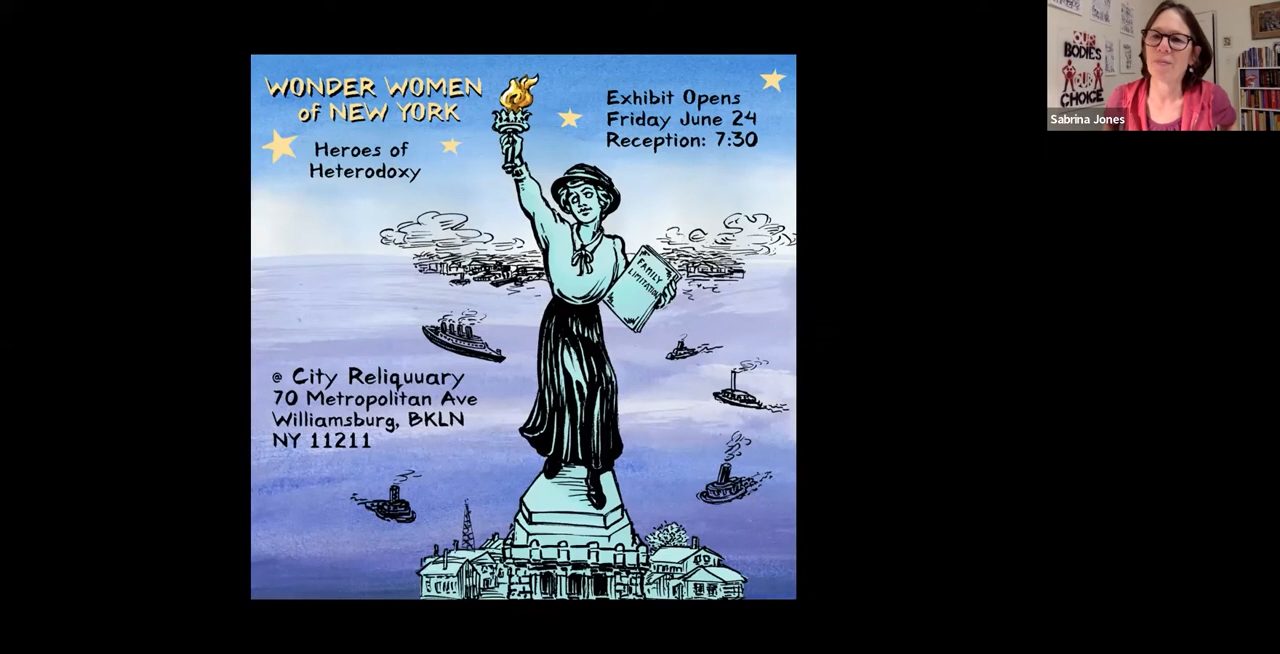 WONDER WOMEN
of NEW YORK
Heroes of
Heterodoxy
Exhibit Opens
Friday June 24
Reception: 7:30
FAMILY
LIMITATION
@ City Reliquuary
70 Metropolitan Ave
Williamsburg, BKLN
NY 11211
OUR
BODIES
OUR
CHOICE
Sabrina Jones